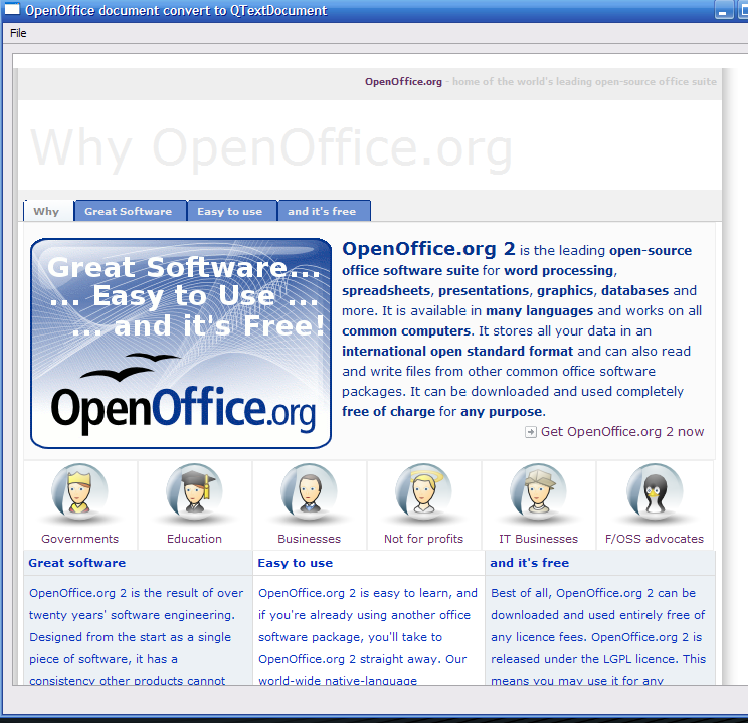 OpenOffice document convert to QTextDocument
File
OpenOffice.org - home of the world's leading open-source office suite
Why OpenOffice.org
Why Great Software Easy to use and it's free
Great Software...
... Easy to Use ...
... and it's Free!
OpenOffice.org
OpenOffice.org 2 is the leading open-source
office software suite for word processing,
spreadsheets, presentations, graphics, databases and
more. It is available in many languages and works on all
common computers. It stores all your data in an
international open standard format and can also read
and write files from other common office software
packages. It can be downloaded and used completely
free of charge for any purpose.
Get OpenOffice.org 2 now
Governments Education Businesses Not for profits IT Businesses F/OSS advocates
Great software
OpenOffice.org 2 is the result of over
twenty years' software engineering.
Designed from the start as a single
piece of software, it has a
consistency other products cannot
Easy to use
OpenOffice.org 2 is easy to learn, and
if you're already using another office
software package, you'll take to
OpenOffice.org 2 straight away. Our
world-wide native-language
and it's free
Best of all, OpenOffice.org 2 can be
downloaded and used entirely free of
any licence fees. OpenOffice.org 2 is
released under the LGPL licence. This
means you may use it for any